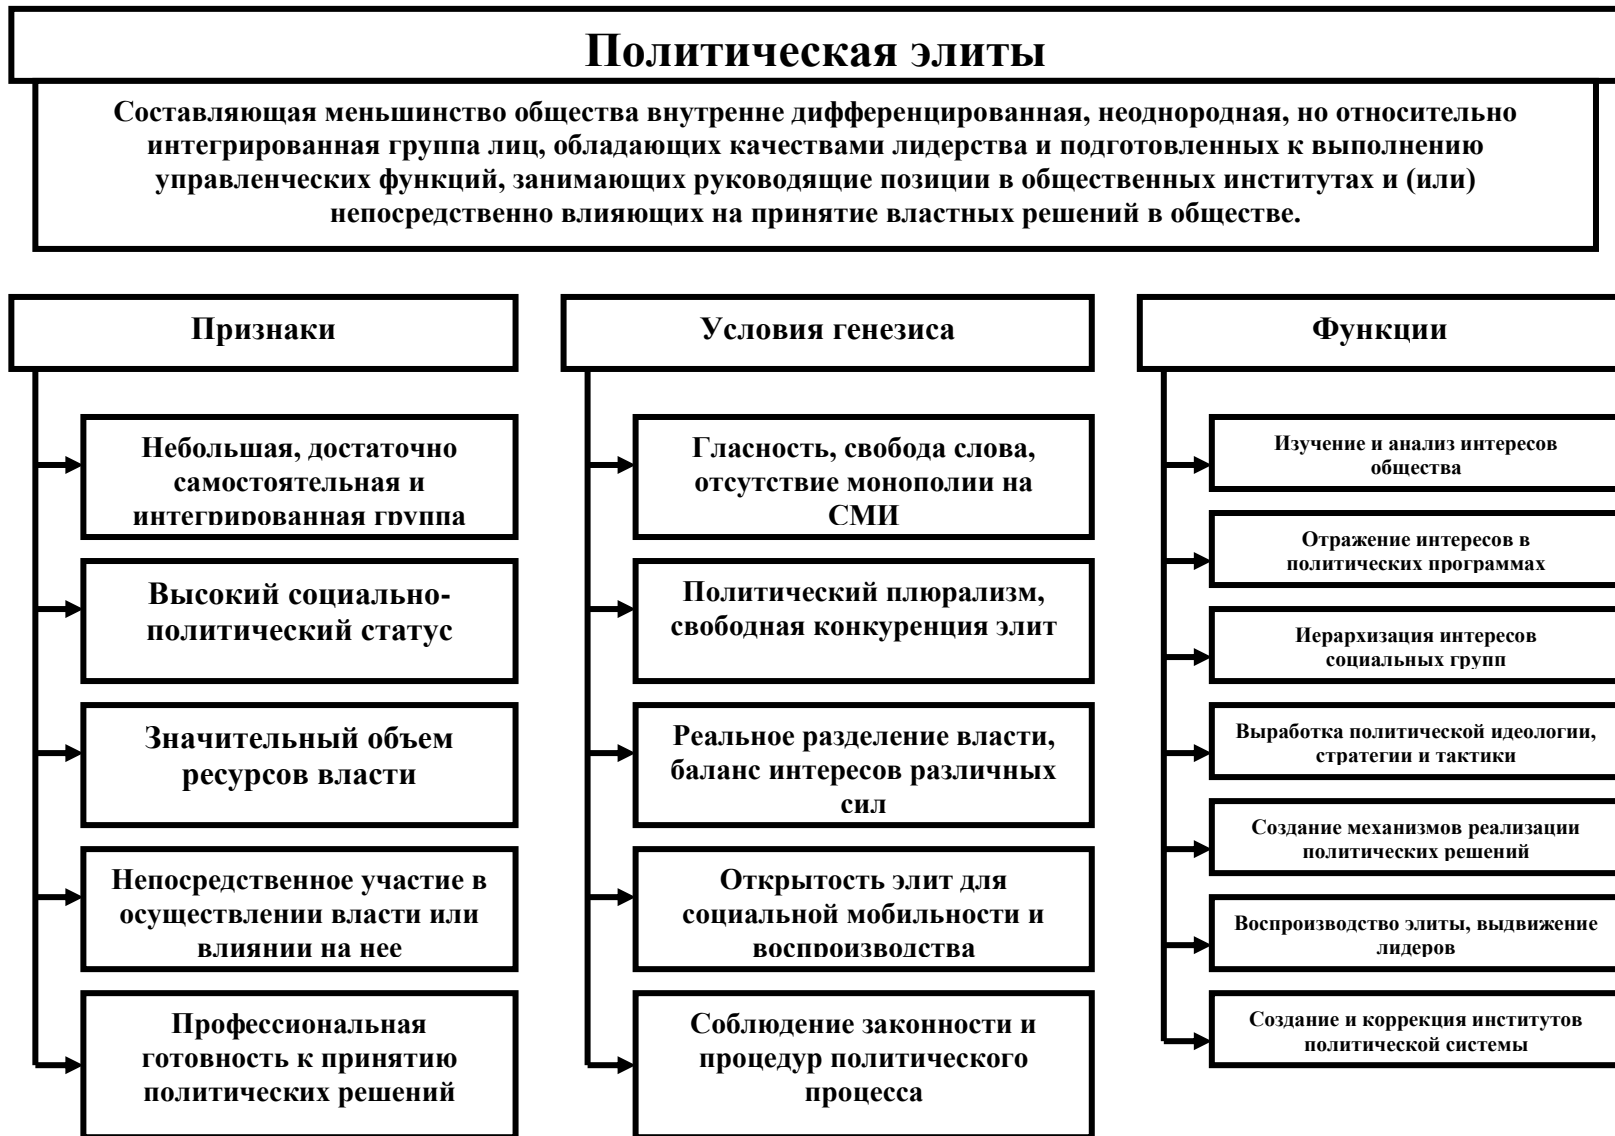 Политическая элиты
Составляющая меньшинство общества внутренне дифференцированная, неоднородная, но относительно
интегрированная группа лиц, обладающих качествами лидерства и подготовленных к выполнению
управленческих функций, занимающих руководящие позиции в общественных институтах и (или)
непосредственно влияющих на принятие властных решений в обществе.
Признаки
Небольшая, достаточно
самостоятельная и
интегрированная группа
Высокий социально-
политический статус
Значительный объем
ресурсов власти
Непосредственное участие в
осуществлении власти или
влиянии на нее
Профессиональная
готовность к принятию
политических решений
Условия генезиса
Гласность, свобода слова,
отсутствие монополии на
СМИ
Политический плюрализм,
свободная конкуренция элит
Реальное разделение власти,
баланс интересов различных
сил
Открытость элит для
социальной мобильности и
воспроизводства
Соблюдение законности и
процедур политического
процесса
Функции
Изучение и анализ интересов
общества
Отражение интересов в
политических программах
Иерархизация интересов
социальных групп
Выработка политической идеологии,
стратегии и тактики
Создание механизмов реализации
политических решений
Воспроизводство элиты, выдвижение
лидеров
Создание и коррекция институтов
политической системы